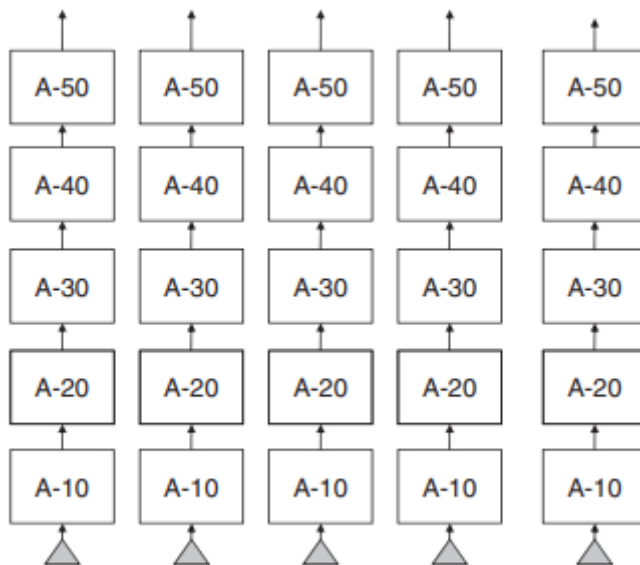 A-50 A-50 A-50 A-50 A-50
A-40 A-40 A-40 A-40 A-40
A-30 A-30 A-30 A-30 A-30
A-20 A-20 A-20 A-20 A-20
A-10 A-10 A-10 A-10 A-10